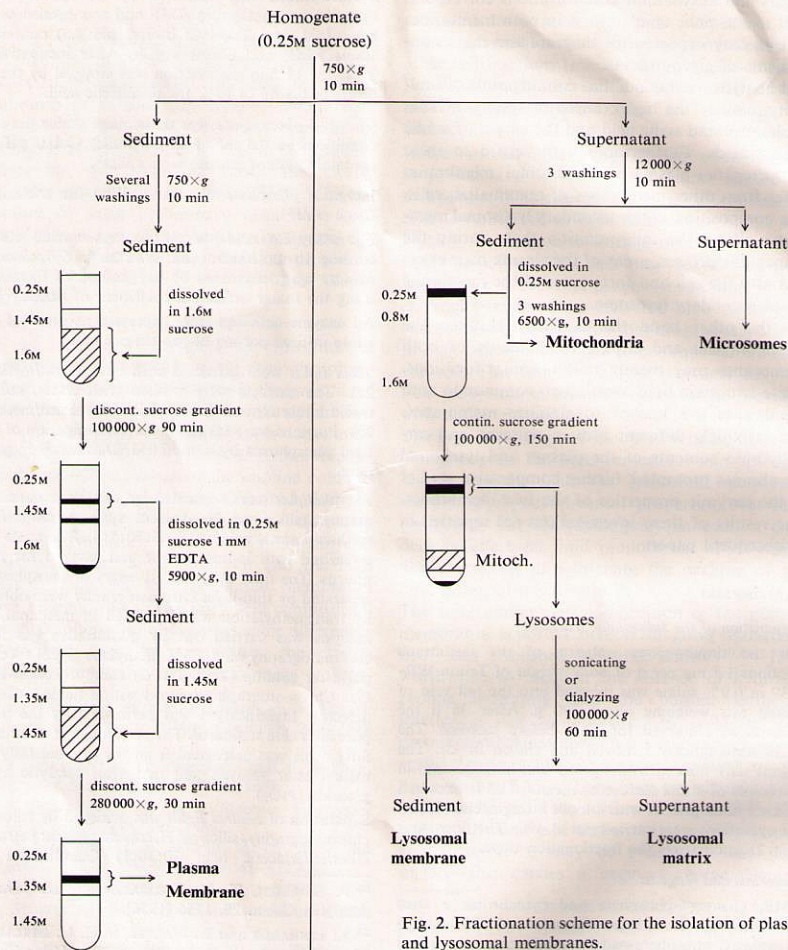 Homogenate
(0.25M sucrose)
750×g
10 min
Sediment
Several
washings
750×g
10 min
Sediment
0.25M
1.45M
1.6M
dissolved
in 1.6M
sucrose
discont. sucrose gradient
100000×g 90 min
0.25M
1.45M
1.6M
dissolved in 0.25M
sucrose 1 mM
EDTA
5900×g, 10 min
Sediment
0.25M
1.35M
1.45M
dissolved
in 1.45M
sucrose
discont. sucrose gradient
280000×g, 30 min
0.25M
1.35M
1.45M
Plasma
Membrane
Supernatant
3 washings
12000×g
10 min
Sediment
Supernatant
dissolved in
0.25M sucrose
3 washings
6500×g, 10 min
0.25M
0.8M
1.6M
Mitochondria
Microsomes
contin. sucrose gradient
100000×g, 150 min
Mitoch.
Lysosomes
sonicating
or
dialyzing
100000×g
60 min
Sediment
Supernatant
Lysosomal
membrane
Lysosomal
matrix
Fig. 2. Fractionation scheme for the isolation of plas
and lysosomal membranes.